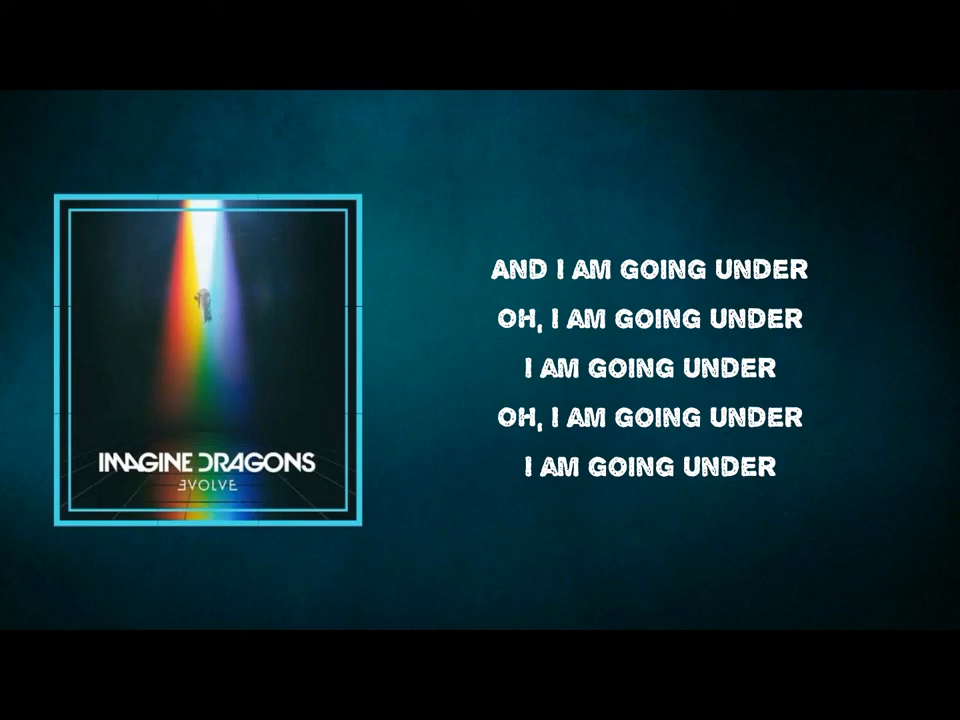 IMAGINE DRAGONS
EVOLVE
AND I AM GOING UNDER
OH, I AM GOING UNDER
I AM GOING UNDER
OH, I AM GOING UNDER
I AM GOING UNDER